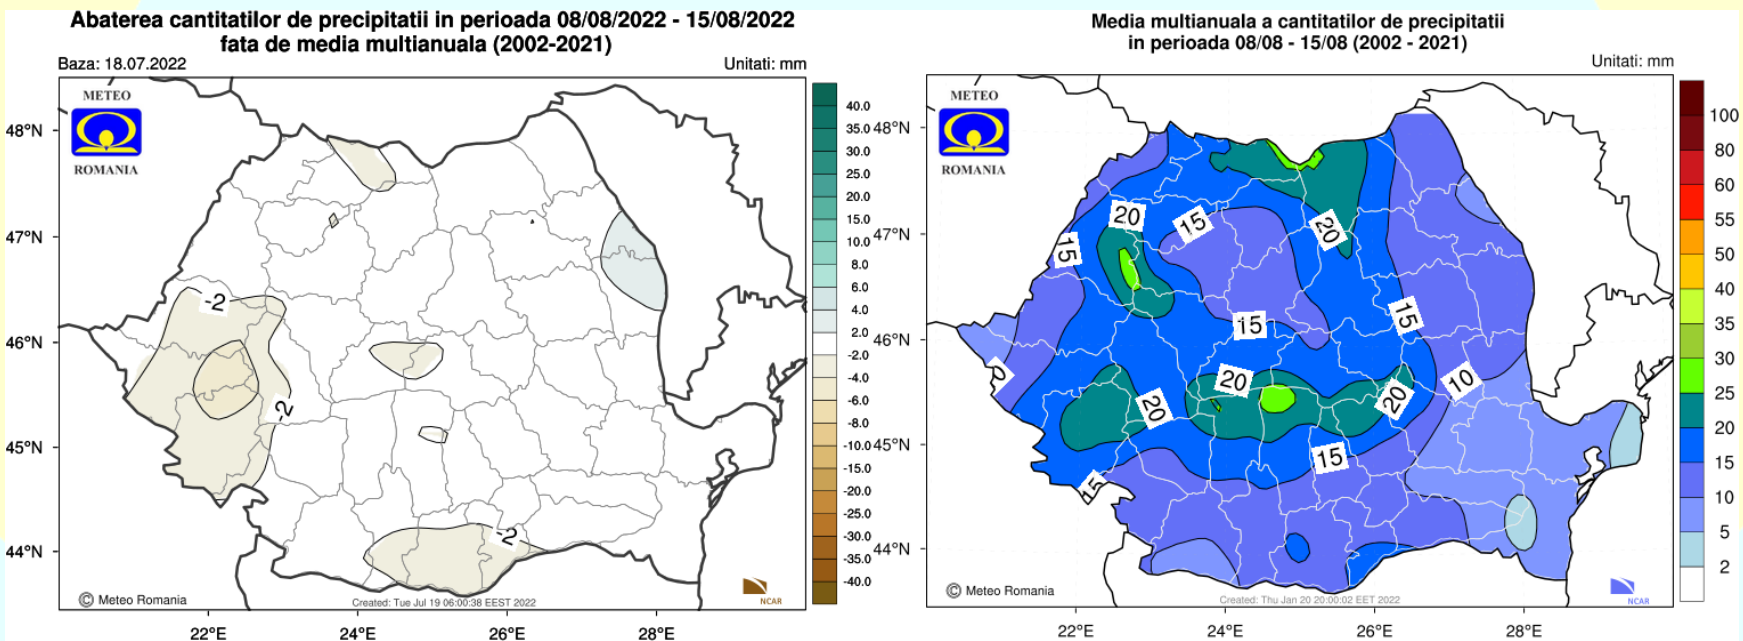 Abaterea cantitatilor de precipitatii in perioada 08/08/2022 - 15/08/2022
fata de media multianuala (2002-2021)
Baza: 18.07.2022
Unitati: mm
METEO
ROMANIA
48°N
47°N
46°N
45°N
44°N
22°E
24°E
26°E
28°E
-2
-2
-2
40.0
35.0
30.0
25.0
20.0
15.0
10.0
8.0
6.0
4.0
2.0
-2.0
-4.0
-6.0
-8.0
-10.0
-15.0
-20.0
-25.0
-30.0
-35.0
-40.0
© Meteo Romania
Created: Tue Jul 19 06:00:38 EEST 2022
NCAR
Media multianuala a cantitatilor de precipitatii
in perioada 08/08 - 15/08 (2002 - 2021)
Unitati: mm
METEO
ROMANIA
48°N
47°N
46°N
45°N
44°N
22°E
24°E
26°E
28°E
20
15
20
15
15
15
20
10
20
20
15
15
100
80
60
55
50
40
35
30
25
20
15
10
5
2
© Meteo Romania
Created: Thu Jan 20 20:00:02 EET 2022
NCAR